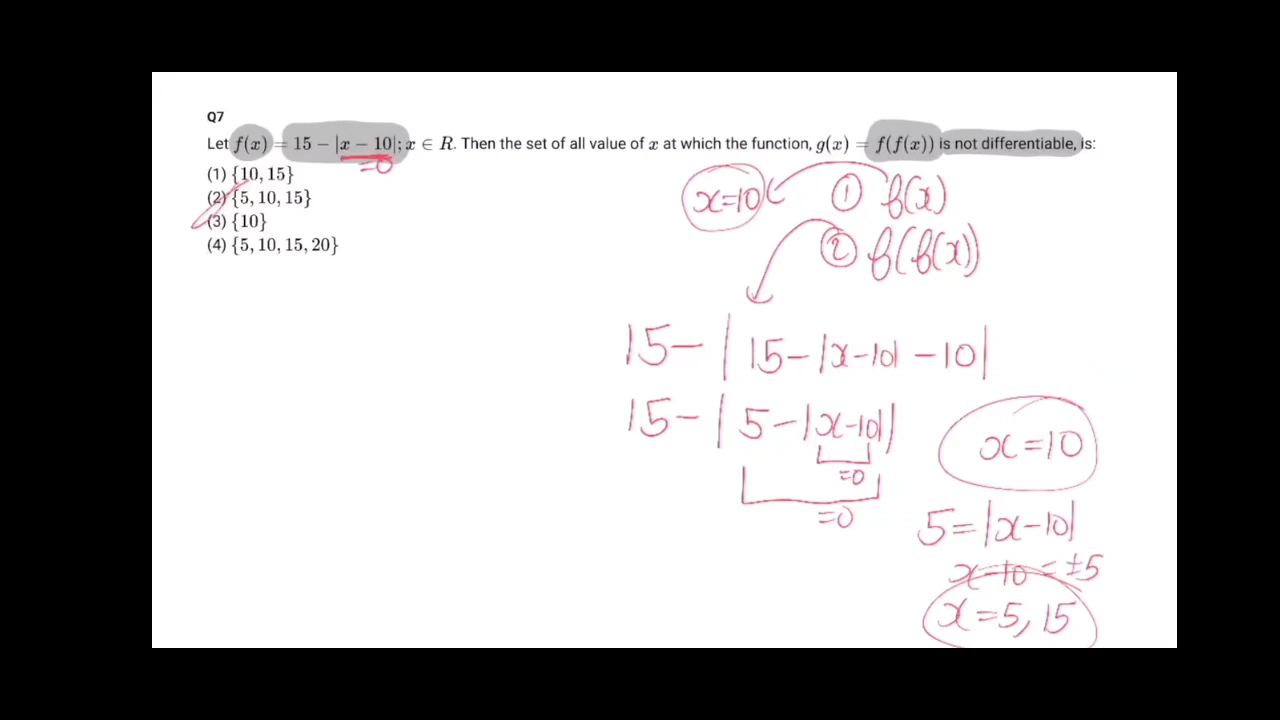 Q7
Let f(x) = 15 − |x − 10|; x ∈ R. Then the set of all value of x at which the function, g(x) = f(f(x)) is not differentiable, is:
=0
(1) {10, 15}
(2) {5, 10, 15}
(3) {10}
(4) {5, 10, 15, 20}
x=10 ① f(x)
② f(f(x))
15−|15−|x−10|−10|
15−|5−|x−10||
=0
=0
x=10
5=|x−10|
x−10=±5
x=5,15